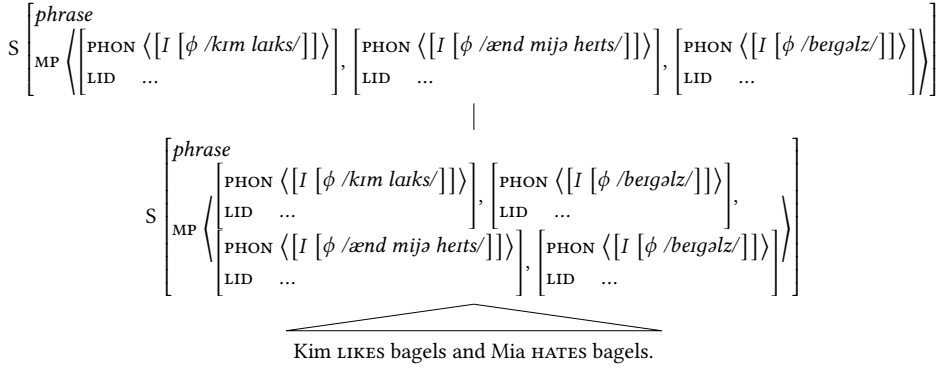 phrase
S [MP ⟨[PHON ⟨[I [ϕ /kɪm laɪks/]]⟩ LID ...], [PHON ⟨[I [ϕ /ænd mijə heɪts/]]⟩ LID ...], [PHON ⟨[I [ϕ /beɪgəlz/]]⟩ LID ...]⟩]
phrase
S [MP ⟨[PHON ⟨[I [ϕ /kɪm laɪks/]]⟩ LID ...], [PHON ⟨[I [ϕ /beɪgəlz/]]⟩ LID ...],
[PHON ⟨[I [ϕ /ænd mijə heɪts/]]⟩ LID ...], [PHON ⟨[I [ϕ /beɪgəlz/]]⟩ LID ...]⟩]
Kim LIKES bagels and Mia HATES bagels.